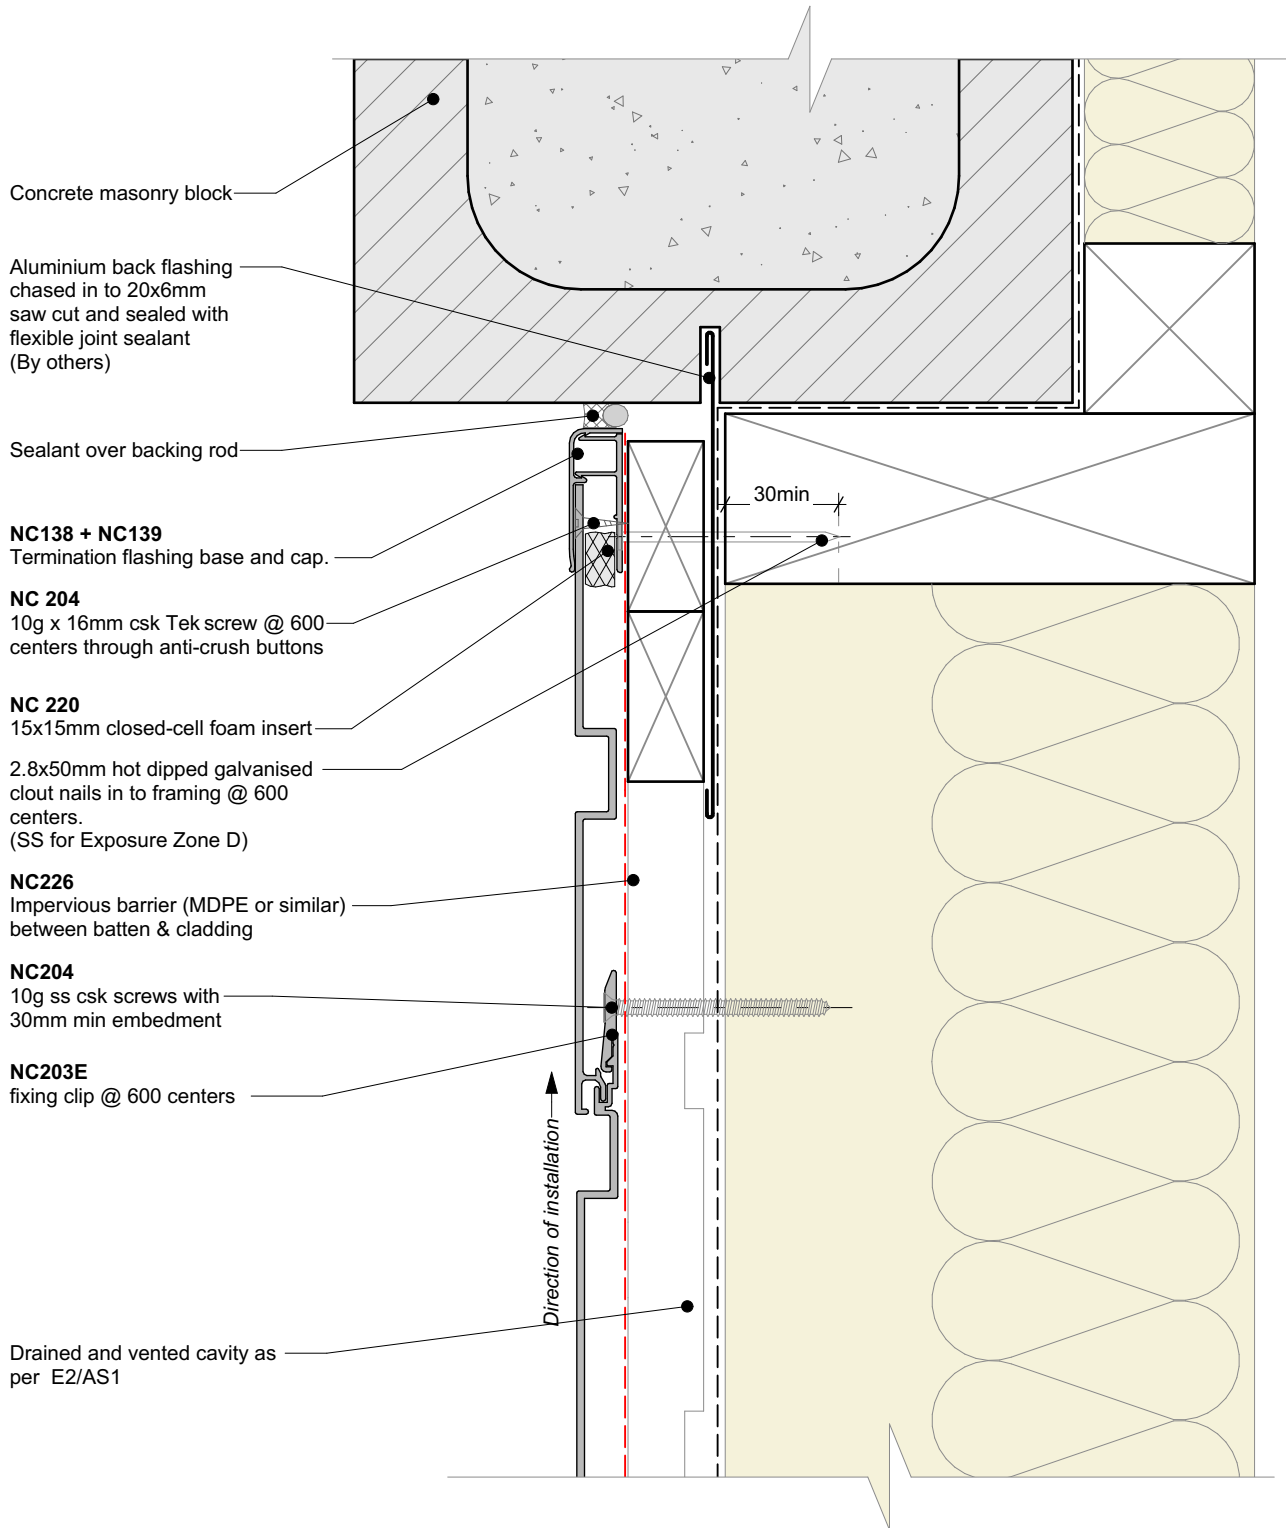 Concrete masonry block
Aluminium back flashing
chased in to 20x6mm
saw cut and sealed with
flexible joint sealant
(By others)
Sealant over backing rod
30min
NC138 + NC139
Termination flashing base and cap.
NC 204
10g x 16mm csk Tek screw @ 600
centers through anti-crush buttons
NC 220
15x15mm closed-cell foam insert
2.8x50mm hot dipped galvanised
clout nails in to framing @ 600
centers.
(SS for Exposure Zone D)
NC226
Impervious barrier (MDPE or similar)
between batten & cladding
NC204
10g ss csk screws with
30mm min embedment
NC203E
fixing clip @ 600 centers
Direction of installation
Drained and vented cavity as
per E2/AS1